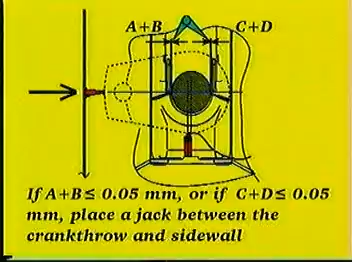 A+B C+D
If A+B≤ 0.05 mm, or if C+D≤ 0.05
mm, place a jack between the
crankthrow and sidewall